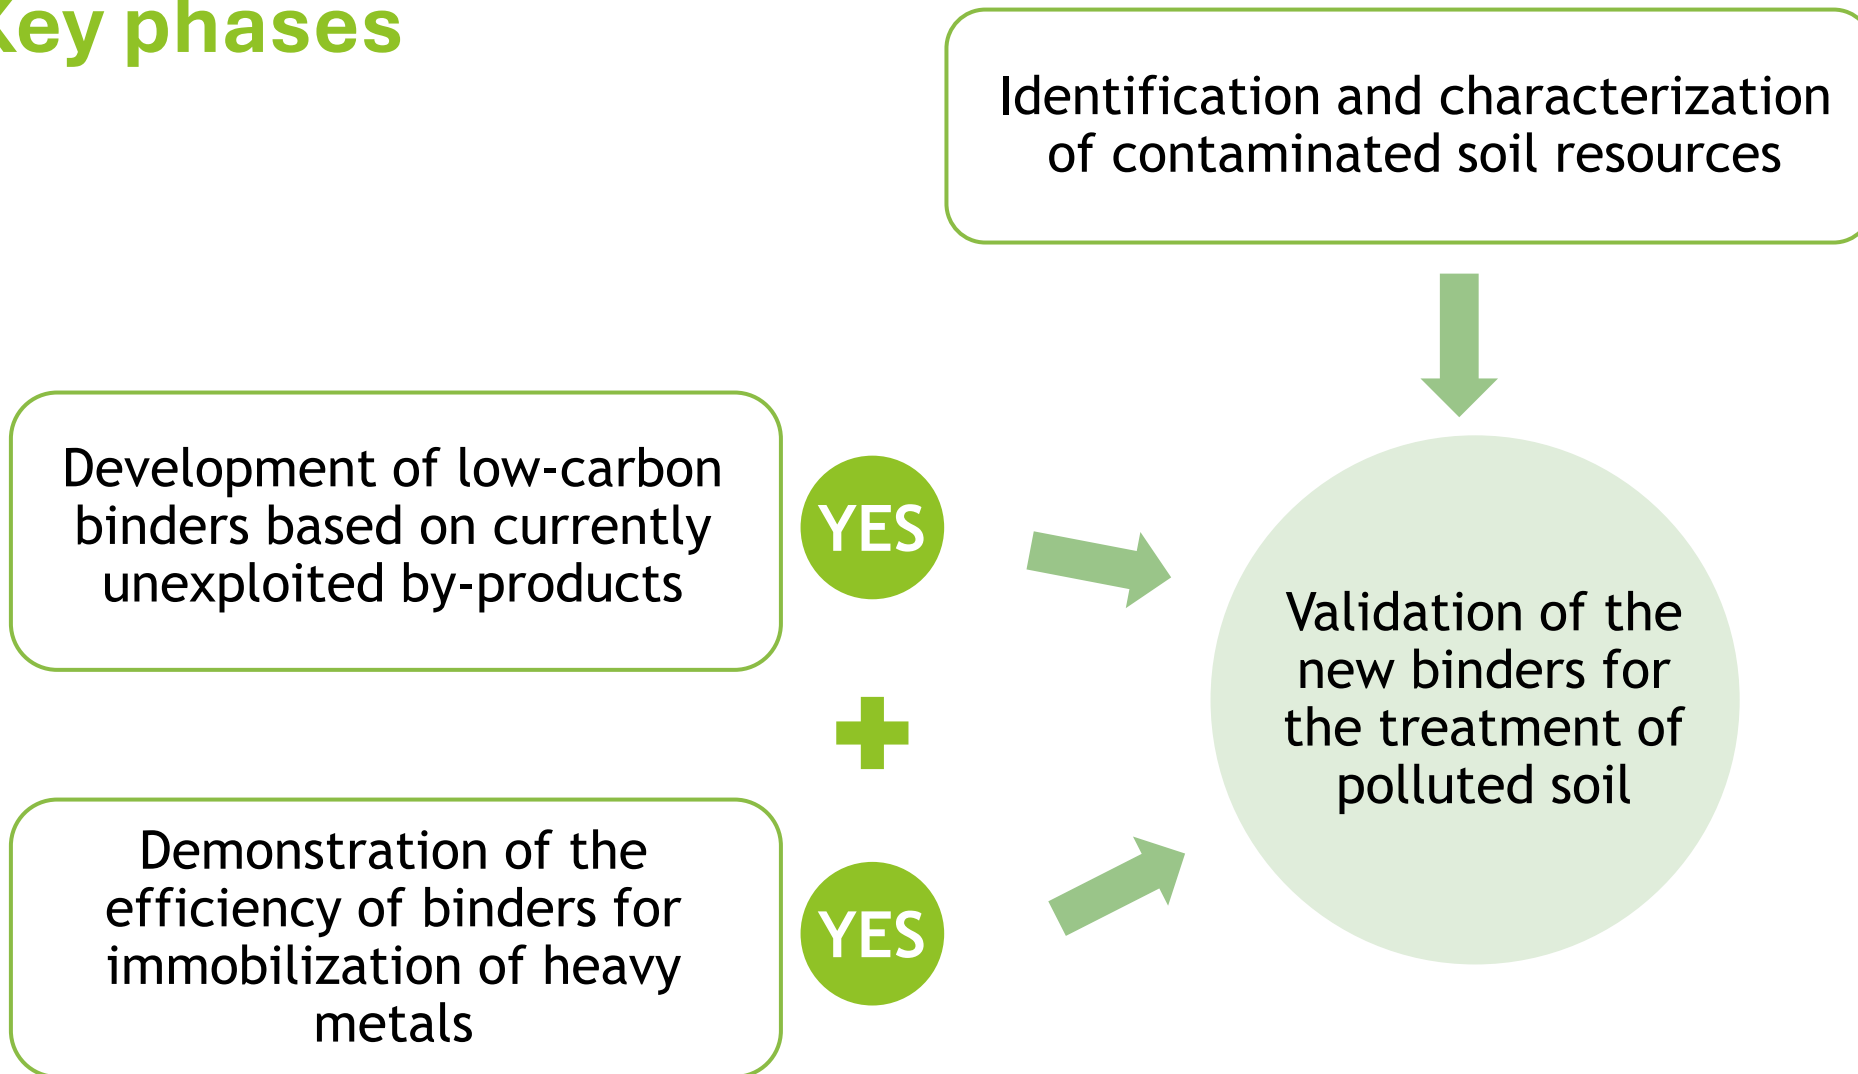 Key phases
Identification and characterization
of contaminated soil resources
Development of low-carbon
binders based on currently
unexploited by-products
YES
Demonstration of the
efficiency of binders for
immobilization of heavy
metals
YES
Validation of the
new binders for
the treatment of
polluted soil